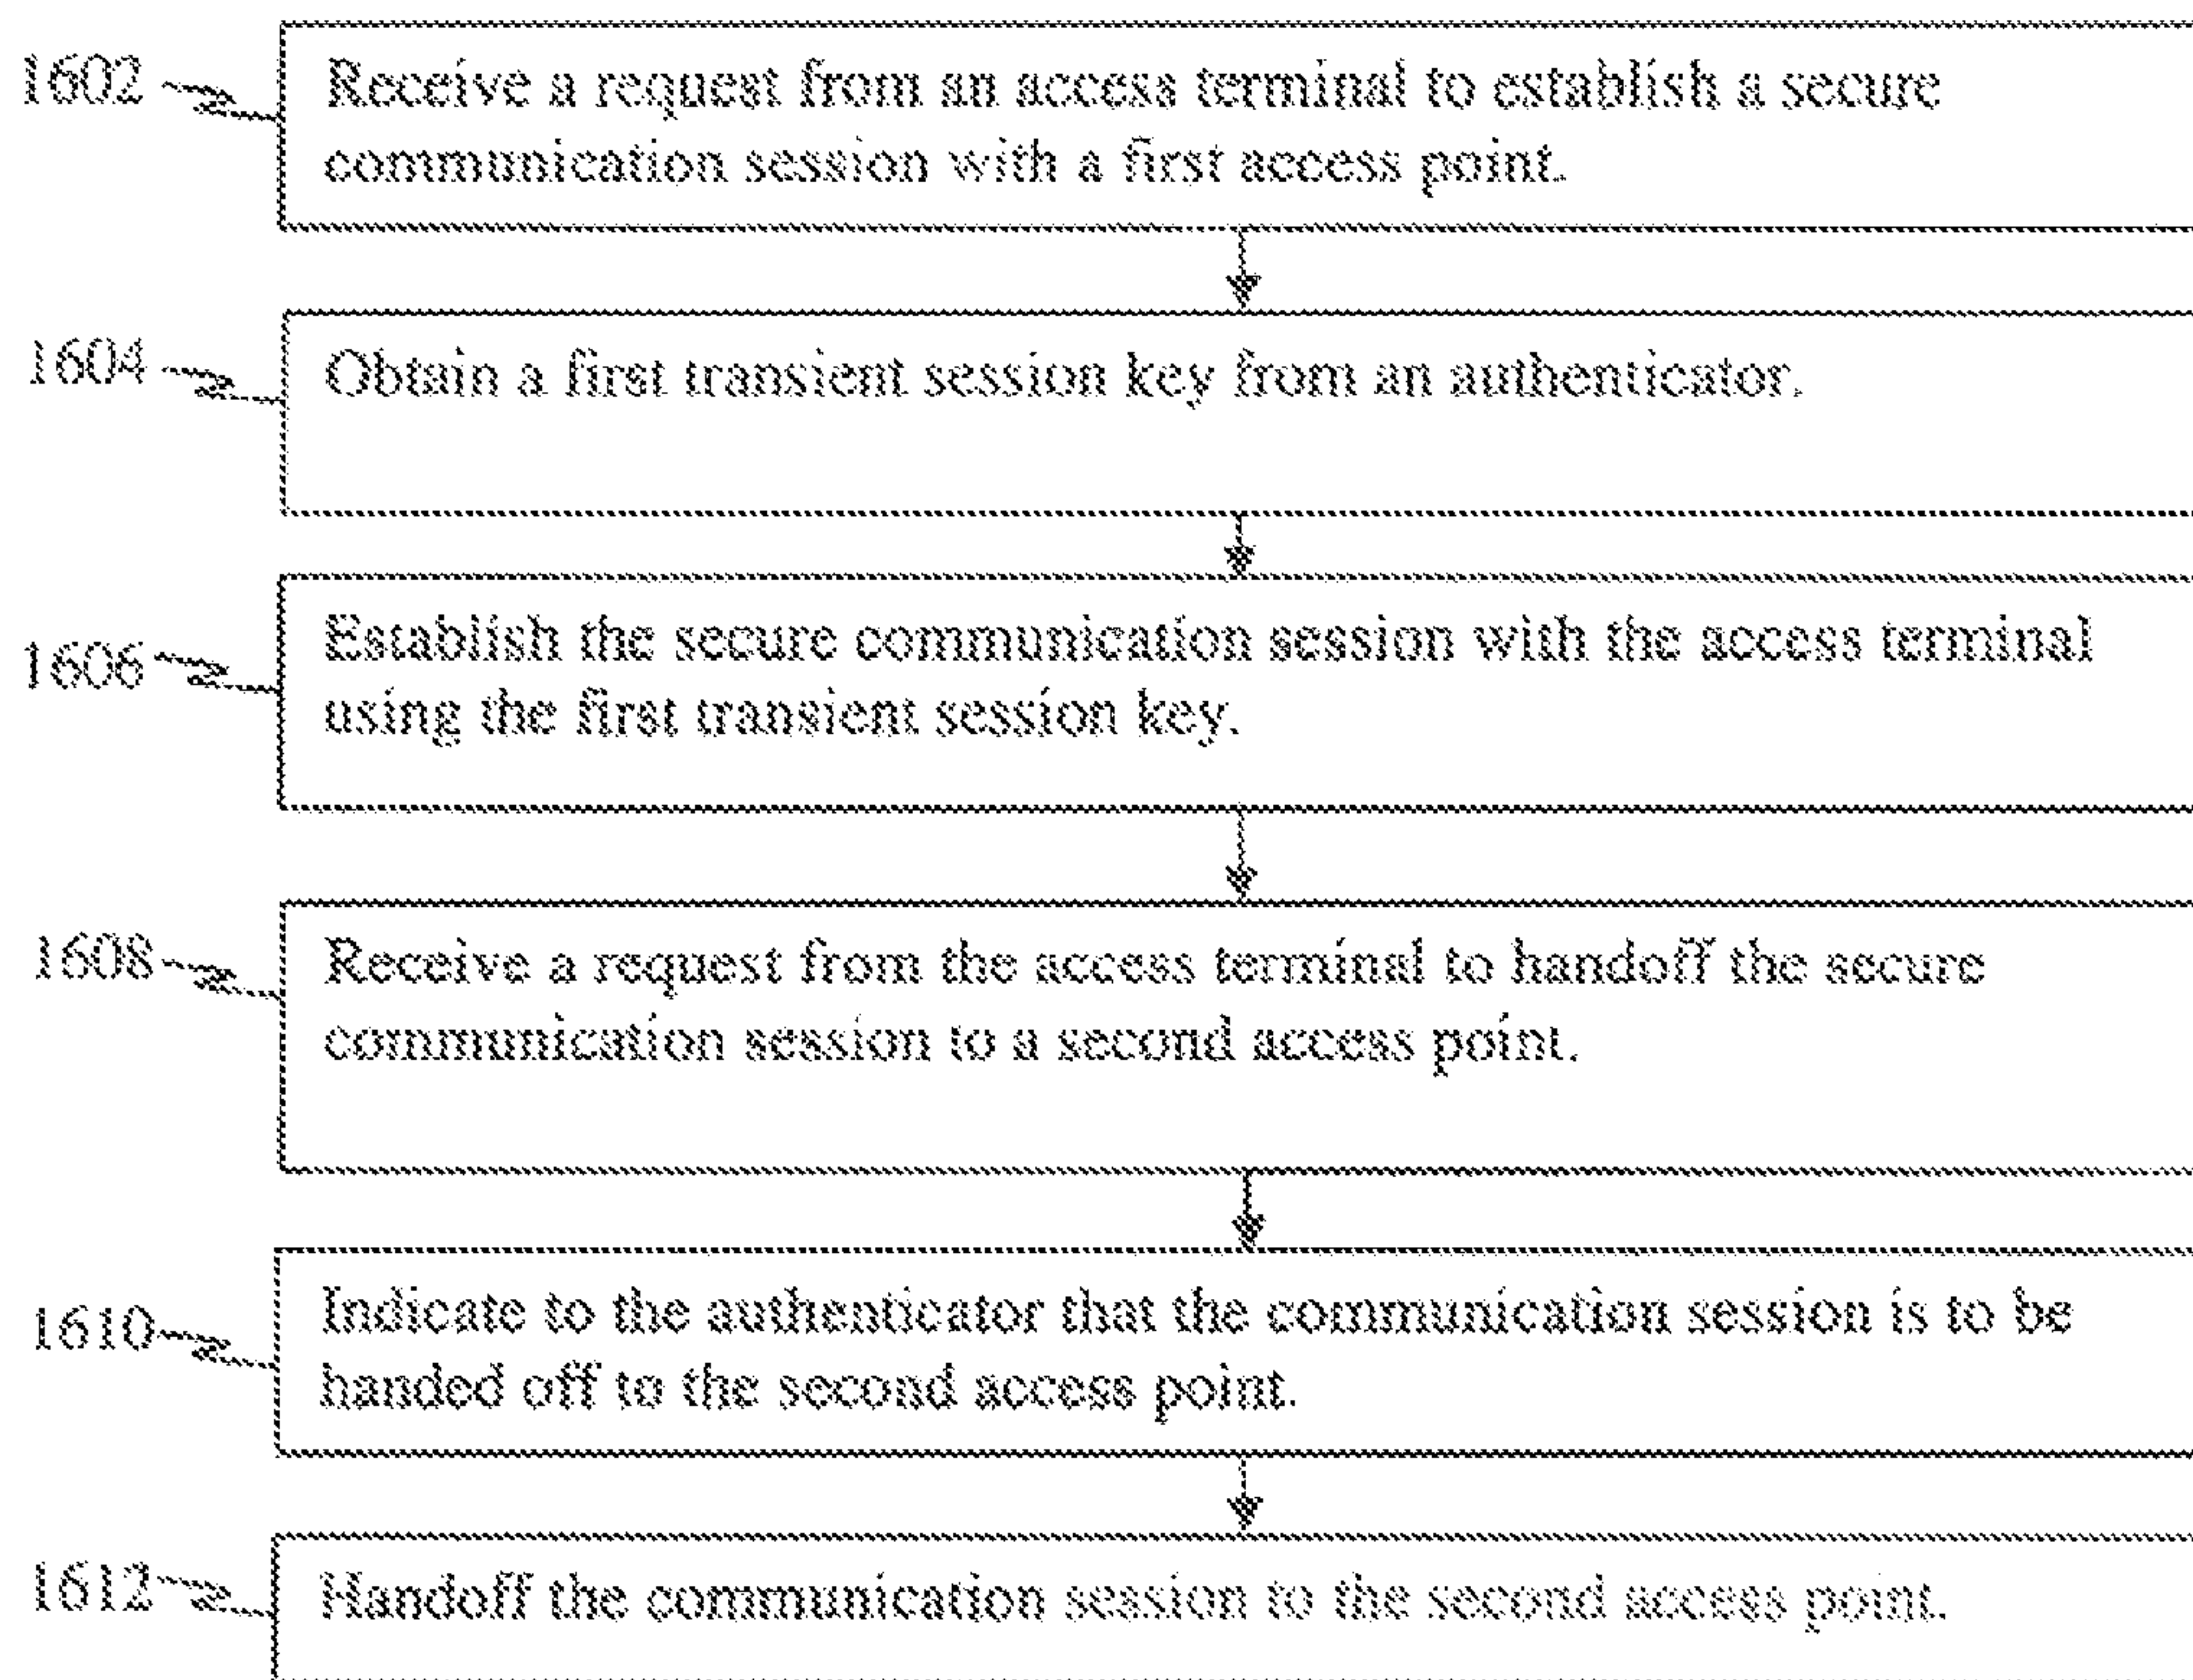 1602
Receive a request from an access terminal to establish a secure
communication session with a first access point.
1604
Obtain a first transient session key from an authenticator.
1606
Establish the secure communication session with the access terminal
using the first transient session key.
1608
Receive a request from the access terminal to handoff the secure
communication session to a second access point.
1610
Indicate to the authenticator that the communication session is to be
handed off to the second access point.
1612
Handoff the communication session to the second access point.